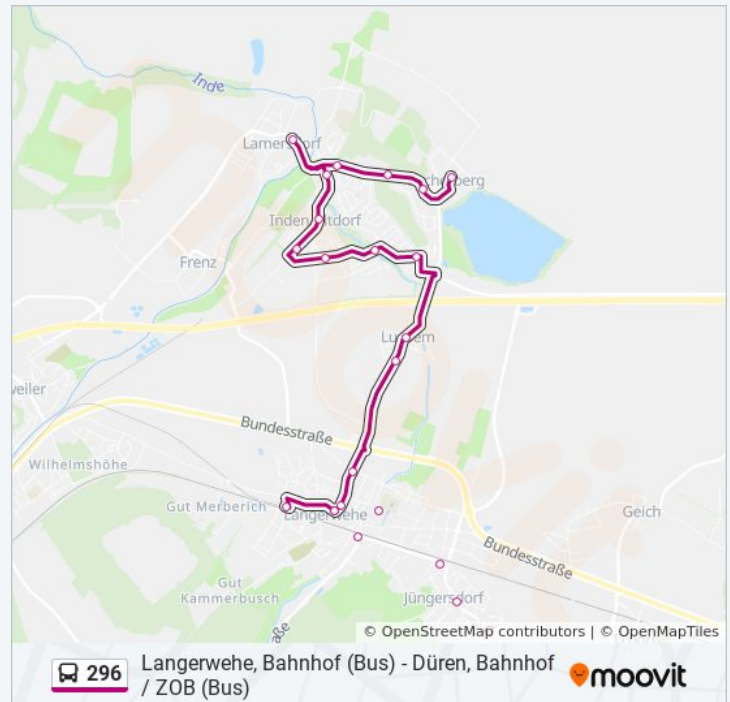 Inde
Lamersdorf
Inden/Altdorf
Frenz
weiler
Bundesstraße
Wilhelmshöhe
Gut Merberich
Langerwehe
Geich
Bundesstraße
Gut
Kammerbusch
Jüngersdorf
aße
© OpenStreetMap contributors | © OpenMapTiles
296
Langerwehe, Bahnhof (Bus) - Düren, Bahnhof
/ ZOB (Bus)
moovit